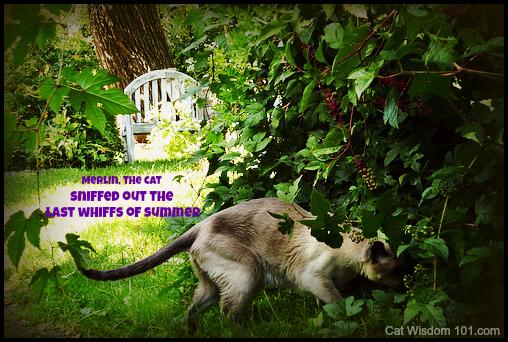 Merlin, the cat
sniffed out the
last whiffs of summer
Cat Wisdom 101.com